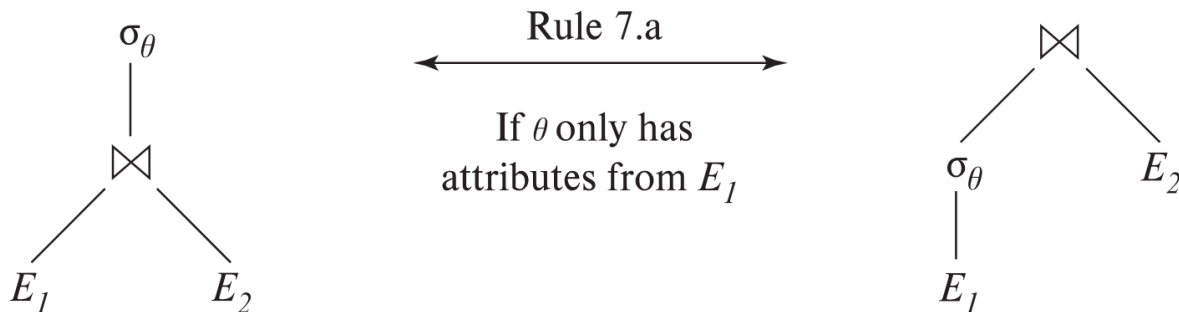 σθ
⋈
E1
E2
Rule 7.a
If θ only has
attributes from E1
⋈
σθ
E2
E1